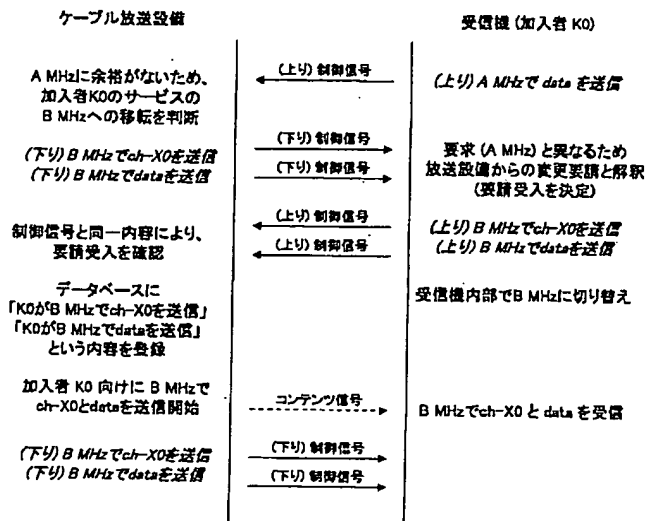 ケーブル放送設備
受信機 (加入者 K0)
(上り) 制御信号
(上り) A MHzで data を送信
A MHzに余裕がないため、
加入者K0のサービスの
B MHzへの移転を判断
(下り) B MHzでch-X0を送信
(下り) B MHzでdataを送信
(下り) 制御信号
(下り) 制御信号
要求 (A MHz) と異なるため
放送設備からの変更要請と解釈
(要請受入を決定)
(上り) 制御信号
(上り) 制御信号
(上り) B MHzでch-X0を送信
(上り) B MHzでdataを送信
制御信号と同一内容により、
要請受入を確認
データベースに
「K0がB MHzでch-X0を送信」
「K0がB MHzでdataを送信」
という内容を登録
受信機内部でB MHzに切り替え
加入者 K0 向けに B MHzで
ch-X0とdataを送信開始
コンテンツ信号
B MHzでch-X0 と data を受信
(下り) B MHzでch-X0を送信
(下り) B MHzでdataを送信
(下り) 制御信号
(下り) 制御信号